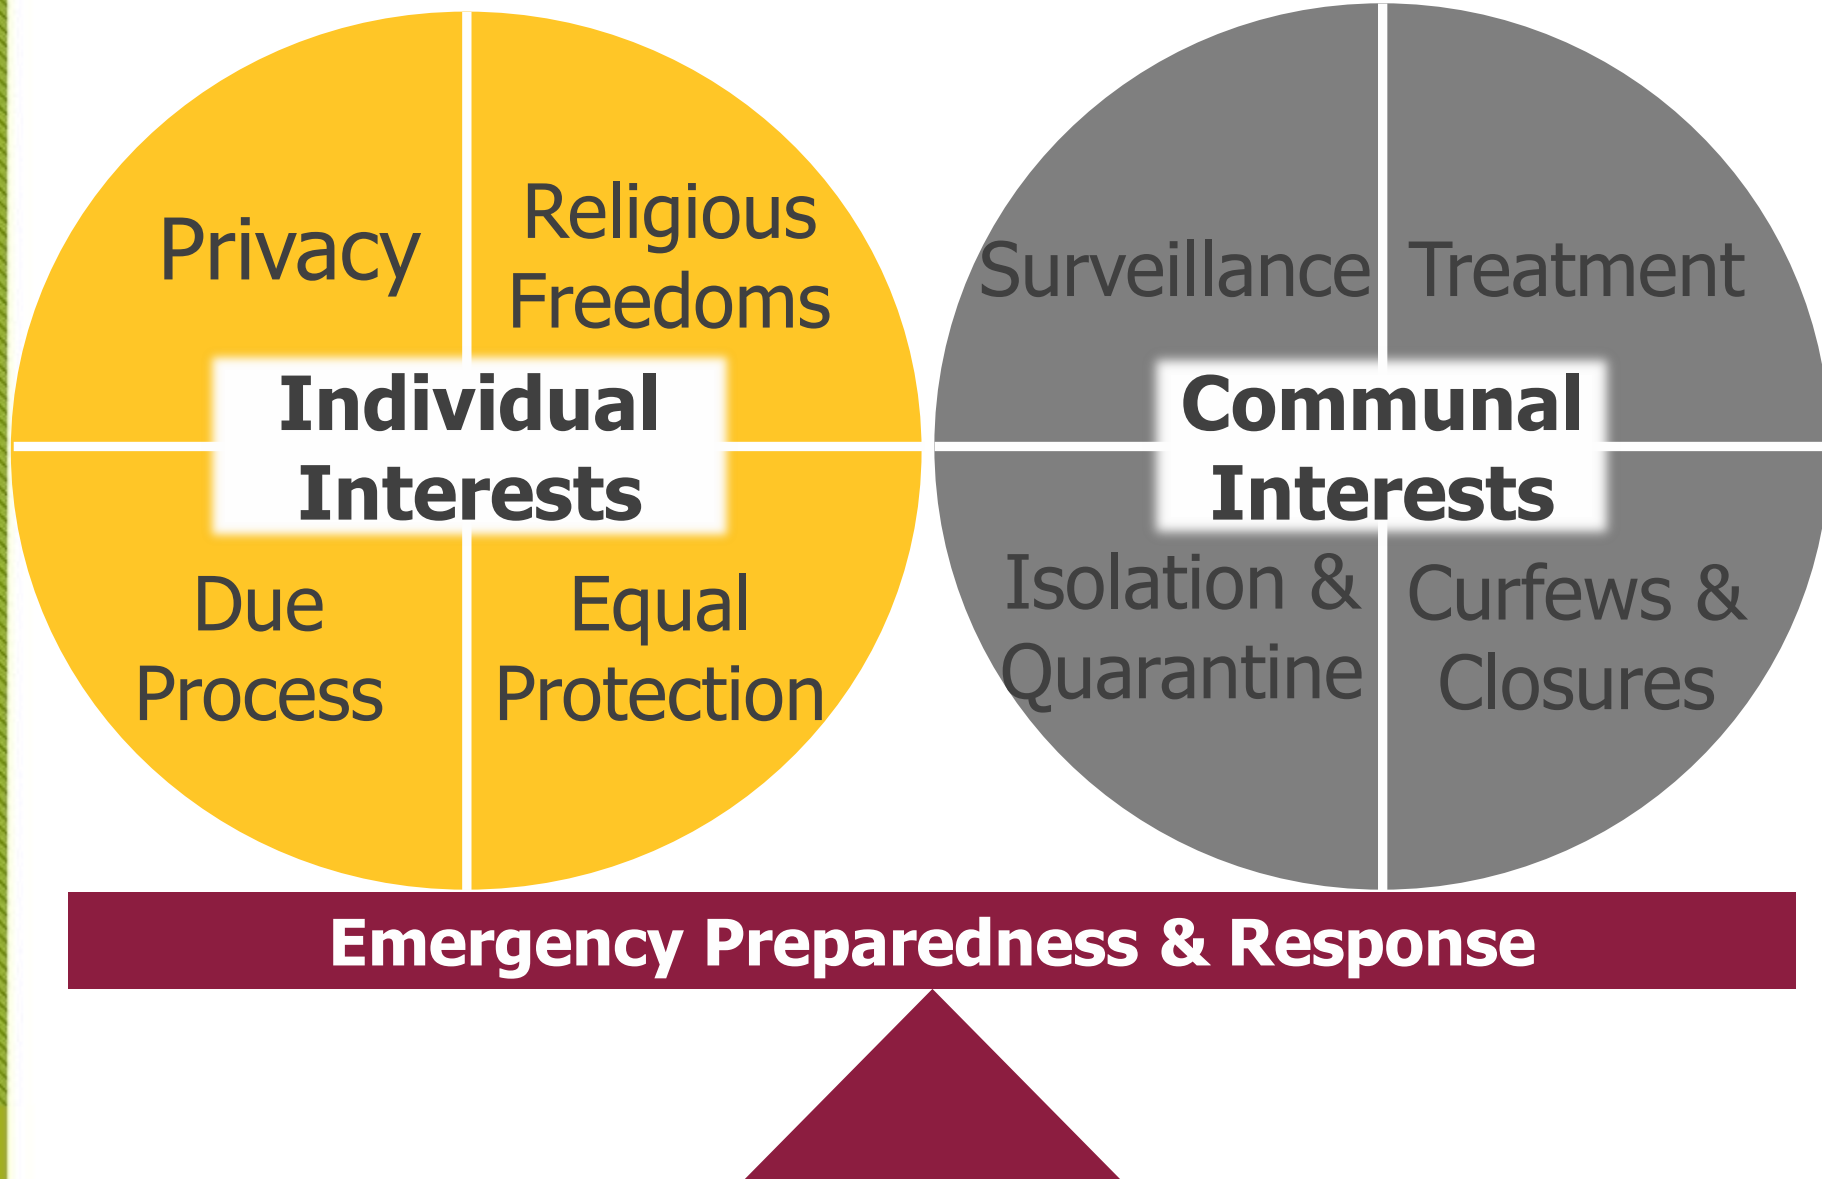 Privacy
Religious
Freedoms
Individual
Interests
Due
Process
Equal
Protection
Surveillance
Treatment
Communal
Interests
Isolation &
Quarantine
Curfews &
Closures
Emergency Preparedness & Response